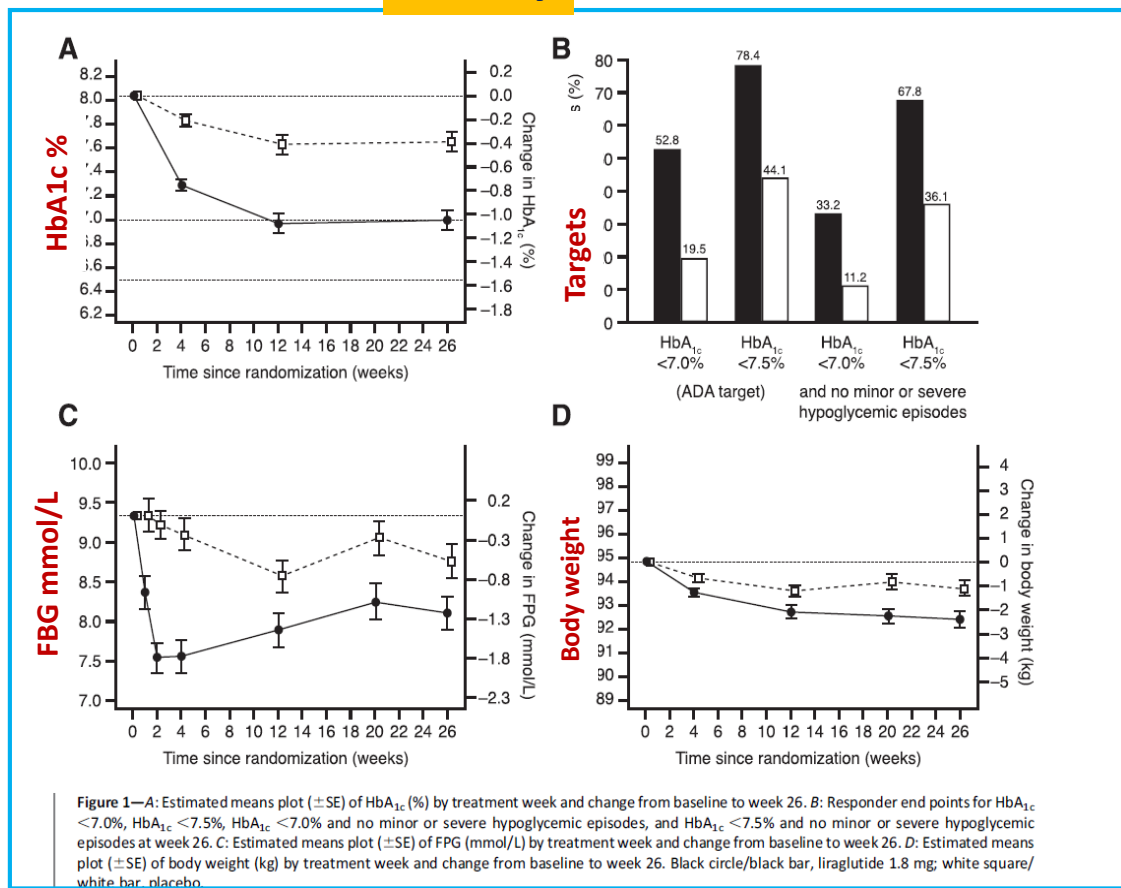 A
HbA1c %
8.2
8.0
.8
7.6
.4
.2
.0
.8
.6
6.4
6.2
0.2
0.0
−0.2
−0.4
−0.6
−0.8
−1.0
−1.2
−1.4
−1.6
−1.8
Change in HbA1c (%)
0 2 4 6 8 10 12 14 16 18 20 22 24 26
Time since randomization (weeks)
B
Targets
s (%)
80
70
0
0
0
0
0
0
0
52.8
19.5
78.4
44.1
33.2
11.2
67.8
36.1
HbA1c HbA1c HbA1c HbA1c
<7.0% <7.5% <7.0% <7.5%
(ADA target) and no minor or severe
hypoglycemic episodes
C
FBG mmol/L
10.0
9.5
9.0
8.5
8.0
7.5
7.0
0.2
−0.3
−0.8
−1.3
−1.8
−2.3
Change in FPG (mmol/L)
0 2 4 6 8 10 12 14 16 18 20 22 24 26
Time since randomization (weeks)
D
Body weight
99
98
97
96
95
94
93
92
91
90
89
4
3
2
1
0
−1
−2
−3
−4
−5
Change in body weight (kg)
0 2 4 6 8 10 12 14 16 18 20 22 24 26
Time since randomization (weeks)
Figure 1—A: Estimated means plot (±SE) of HbA1c (%) by treatment week and change from baseline to week 26. B: Responder end points for HbA1c
<7.0%, HbA1c <7.5%, HbA1c <7.0% and no minor or severe hypoglycemic episodes, and HbA1c <7.5% and no minor or severe hypoglycemic
episodes at week 26. C: Estimated means plot (±SE) of FPG (mmol/L) by treatment week and change from baseline to week 26. D: Estimated means
plot (±SE) of body weight (kg) by treatment week and change from baseline to week 26. Black circle/black bar, liraglutide 1.8 mg; white square/
white bar, placebo.